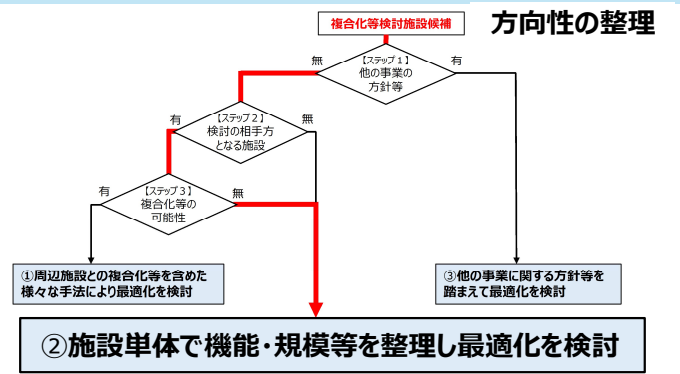 方向性の整理
複合化等検討施設候補
無
【ステップ１】
他の事業の
方針等
有
有
【ステップ２】
検討の相手方
となる施設
無
有
【ステップ３】
複合化等の
可能性
無
①周辺施設との複合化等を含めた
様々な手法により最適化を検討
③他の事業に関する方針等を
踏まえて最適化を検討
②施設単体で機能・規模等を整理し最適化を検討